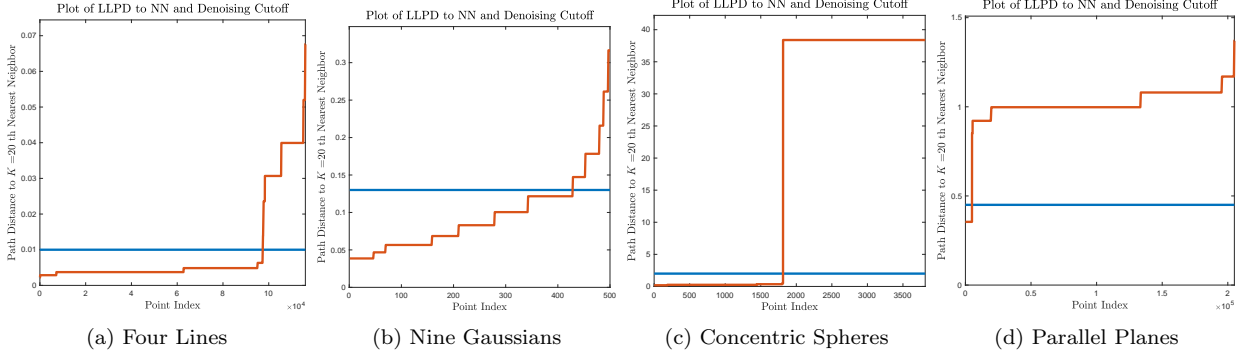 Plot of LLPD to NN and Denoising Cutoff
Path Distance to K =20 th Nearest Neighbor
0.07
0.06
0.05
0.04
0.03
0.02
0.01
0
0 2 4 6 8 10
Point Index
×10⁴
(a) Four Lines
Plot of LLPD to NN and Denoising Cutoff
Path Distance to K =20 th Nearest Neighbor
0.3
0.25
0.2
0.15
0.1
0.05
0
0 100 200 300 400 500
Point Index
(b) Nine Gaussians
Plot of LLPD to NN and Denoising Cutoff
Path Distance to K =20 th Nearest Neighbor
40
35
30
25
20
15
10
5
0
0 500 1000 1500 2000 2500 3000 3500
Point Index
(c) Concentric Spheres
Plot of LLPD to NN and Denoising Cutoff
Path Distance to K =20 th Nearest Neighbor
1.5
1
0.5
0
0 0.5 1 1.5 2
Point Index
×10⁵
(d) Parallel Planes